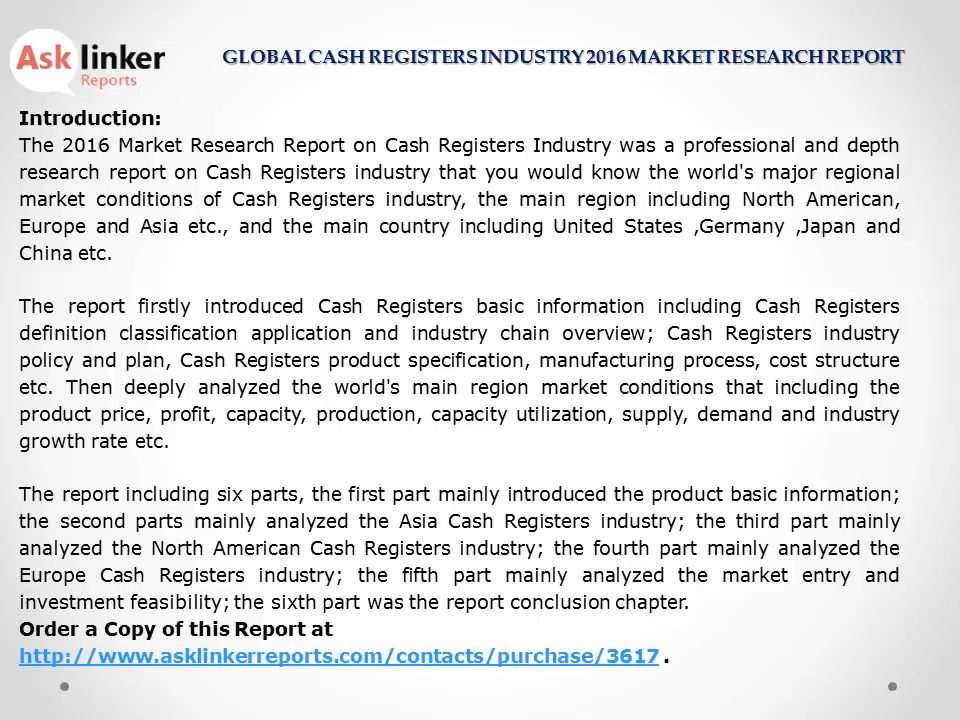 Ask linker
Reports
GLOBAL CASH REGISTERS INDUSTRY 2016 MARKET RESEARCH REPORT
Introduction:
The 2016 Market Research Report on Cash Registers Industry was a professional and depth
research report on Cash Registers industry that you would know the world's major regional
market conditions of Cash Registers industry, the main region including North American,
Europe and Asia etc., and the main country including United States ,Germany ,Japan and
China etc.
The report firstly introduced Cash Registers basic information including Cash Registers
definition classification application and industry chain overview; Cash Registers industry
policy and plan, Cash Registers product specification, manufacturing process, cost structure
etc. Then deeply analyzed the world's main region market conditions that including the
product price, profit, capacity, production, capacity utilization, supply, demand and industry
growth rate etc.
The report including six parts, the first part mainly introduced the product basic information;
the second parts mainly analyzed the Asia Cash Registers industry; the third part mainly
analyzed the North American Cash Registers industry; the fourth part mainly analyzed the
Europe Cash Registers industry; the fifth part mainly analyzed the market entry and
investment feasibility; the sixth part was the report conclusion chapter.
Order a Copy of this Report at
http://www.asklinkerreports.com/contacts/purchase/3617 .